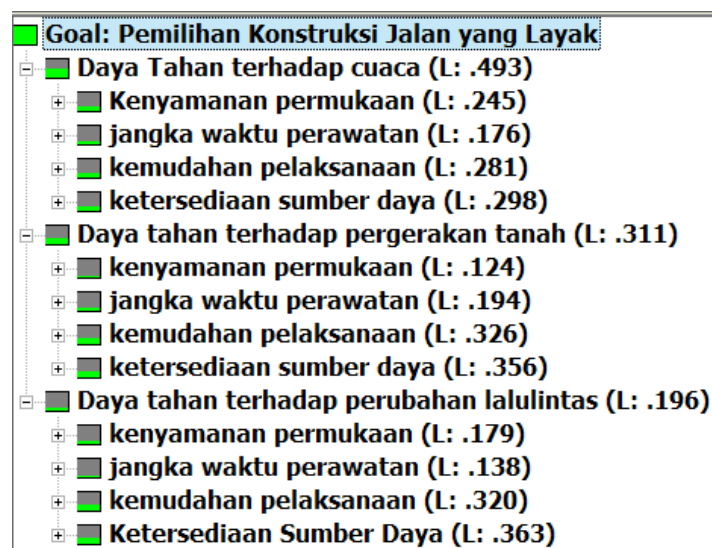 Goal: Pemilihan Konstruksi Jalan yang Layak
Daya Tahan terhadap cuaca (L: .493)
Kenyamanan permukaan (L: .245)
jangka waktu perawatan (L: .176)
kemudahan pelaksanaan (L: .281)
ketersediaan sumber daya (L: .298)
Daya tahan terhadap pergerakan tanah (L: .311)
kenyamanan permukaan (L: .124)
jangka waktu perawatan (L: .194)
kemudahan pelaksanaan (L: .326)
ketersediaan sumber daya (L: .356)
Daya tahan terhadap perubahan lalulintas (L: .196)
kenyamanan permukaan (L: .179)
jangka waktu perawatan (L: .138)
kemudahan pelaksanaan (L: .320)
Ketersediaan Sumber Daya (L: .363)